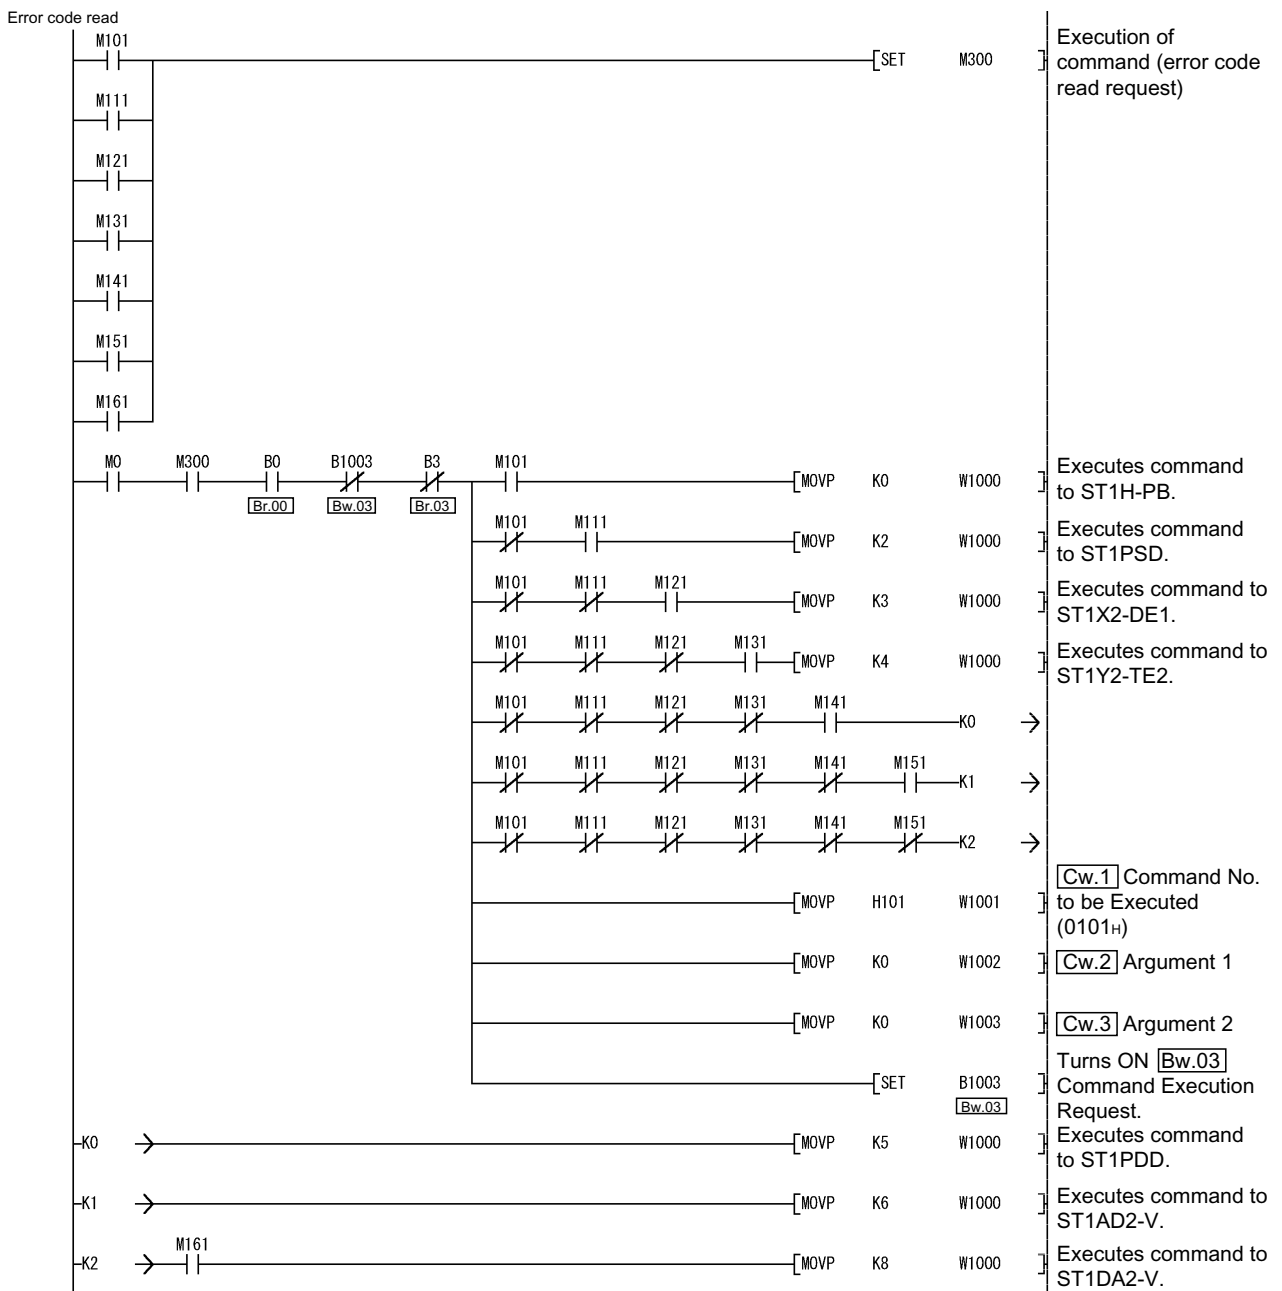 Error code read
M101
[SET M300 ]
Execution of
command (error code
read request)
M111
M121
M131
M141
M151
M161
M0 M300 B0 B1003 B3 M101
Br.00 Bw.03 Br.03
[MOVP K0 W1000 ]
Executes command
to ST1H-PB.
M101 M111
[MOVP K2 W1000 ]
Executes command
to ST1PSD.
M101 M111 M121
[MOVP K3 W1000 ]
Executes command to
ST1X2-DE1.
M101 M111 M121 M131
[MOVP K4 W1000 ]
Executes command to
ST1Y2-TE2.
M101 M111 M121 M131 M141
K0
M101 M111 M121 M131 M141 M151
K1
M101 M111 M121 M131 M141 M151
K2
[MOVP H101 W1001 ]
Cw.1 Command No.
to be Executed
(0101H)
[MOVP K0 W1002 ]
Cw.2 Argument 1
[MOVP K0 W1003 ]
Cw.3 Argument 2
[SET B1003 ]
Bw.03
Turns ON Bw.03
Command Execution
Request.
K0
[MOVP K5 W1000 ]
Executes command
to ST1PDD.
K1
[MOVP K6 W1000 ]
Executes command to
ST1AD2-V.
K2 M161
[MOVP K8 W1000 ]
Executes command to
ST1DA2-V.